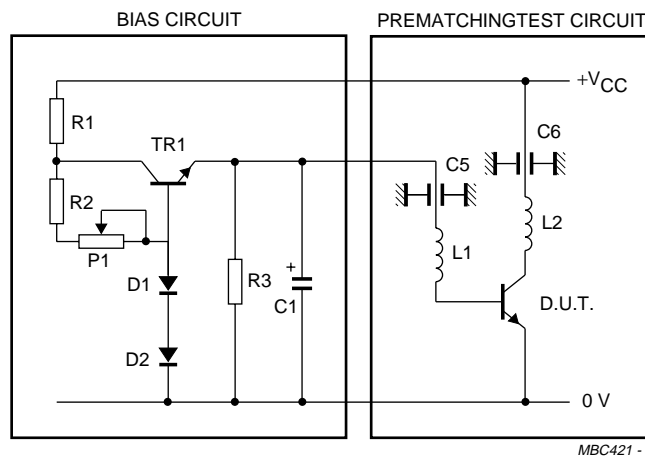 BIAS CIRCUIT
PREMATCHINGTEST CIRCUIT
+VCC
R1
TR1
C6
C5
R2
L2
P1
L1
D1
R3
+
C1
D.U.T.
D2
0 V
MBC421 -